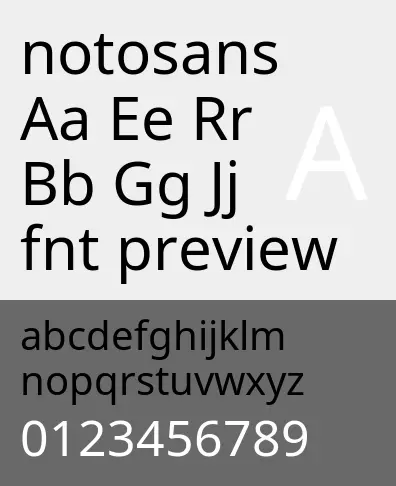 notosans
Aa Ee Rr
Bb Gg Jj
A
fnt preview
abcdefghijklm
nopqrstuvwxyz
0123456789